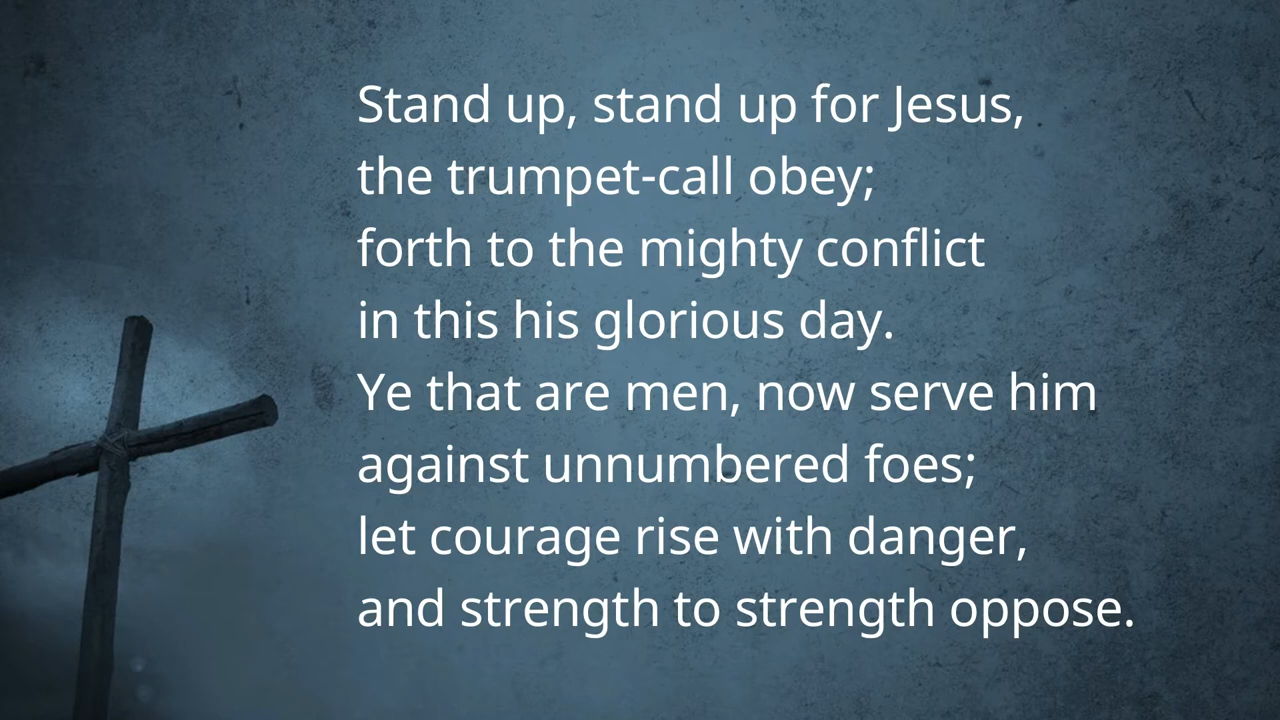 Stand up, stand up for Jesus,
the trumpet-call obey;
forth to the mighty conflict
in this his glorious day.
Ye that are men, now serve him
against unnumbered foes;
let courage rise with danger,
and strength to strength oppose.